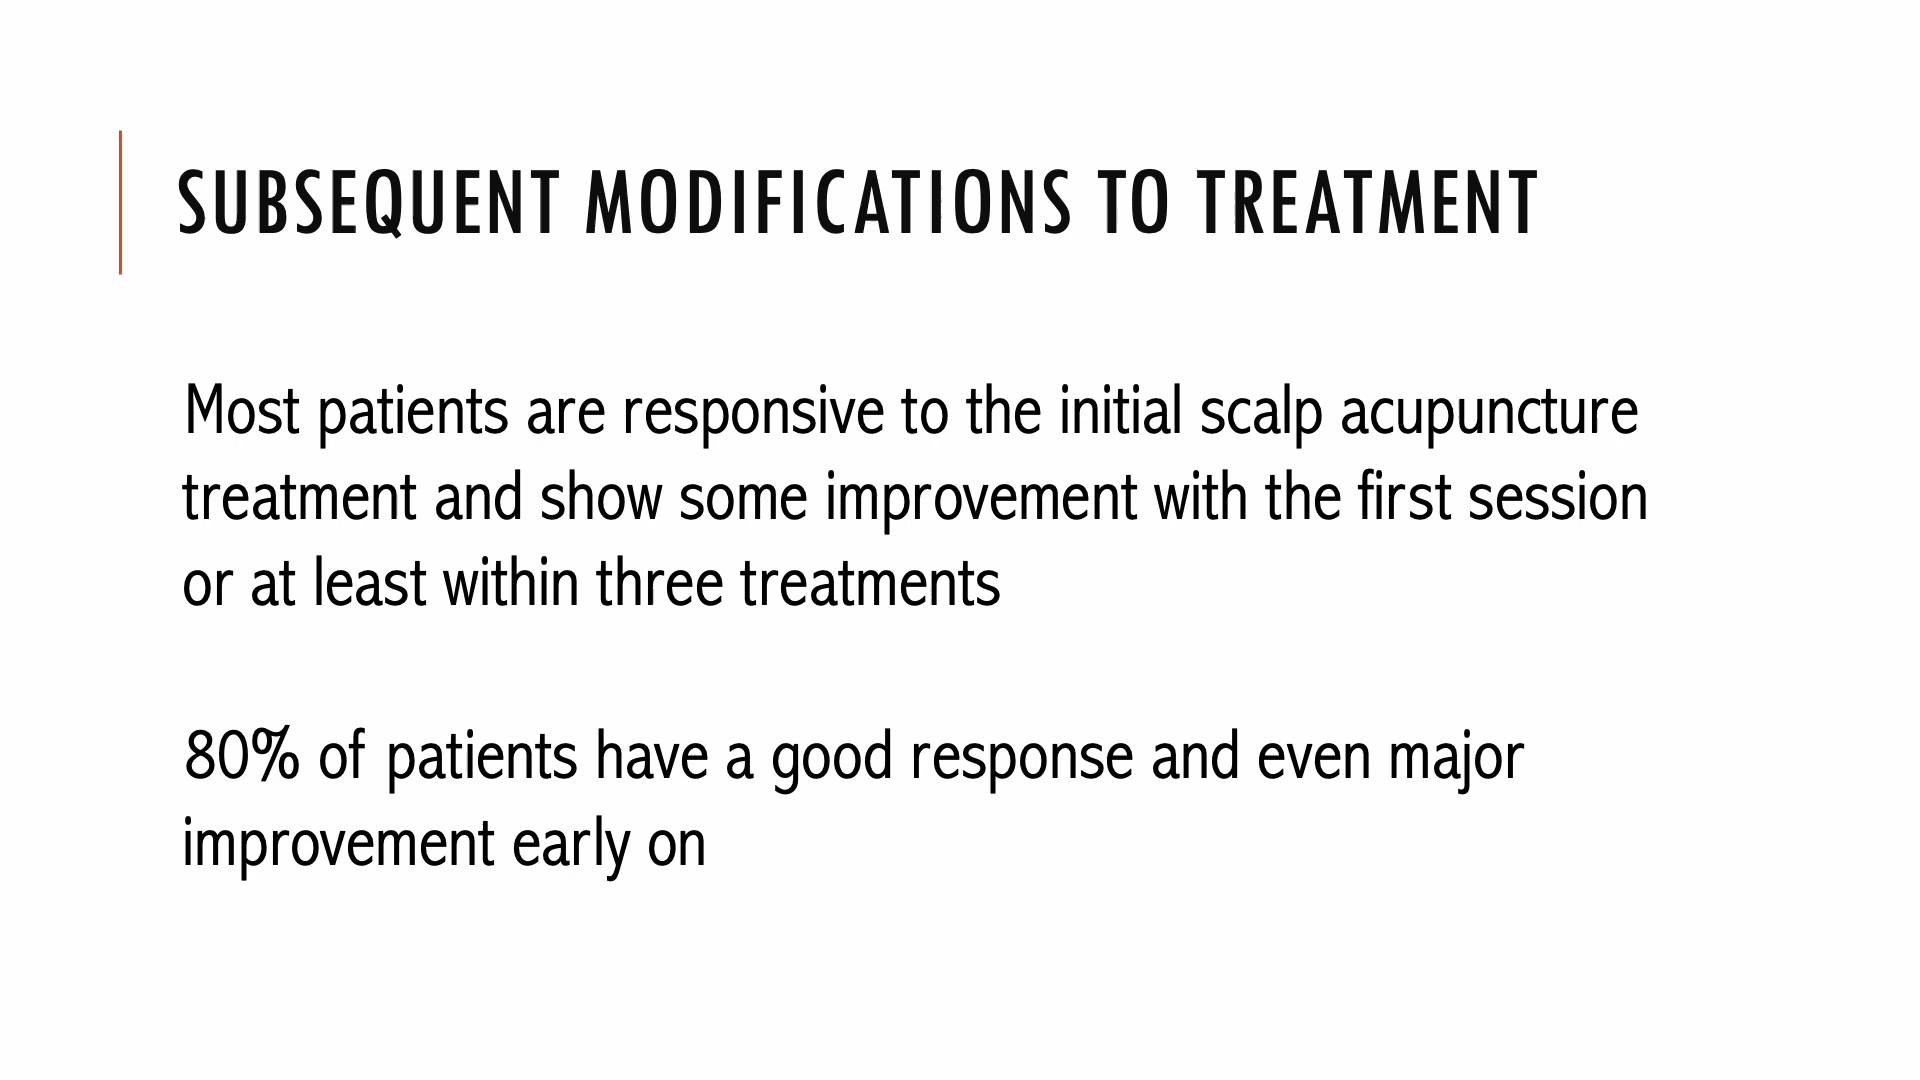 SUBSEQUENT MODIFICATIONS TO TREATMENT
Most patients are responsive to the initial scalp acupuncture
treatment and show some improvement with the first session
or at least within three treatments
80% of patients have a good response and even major
improvement early on